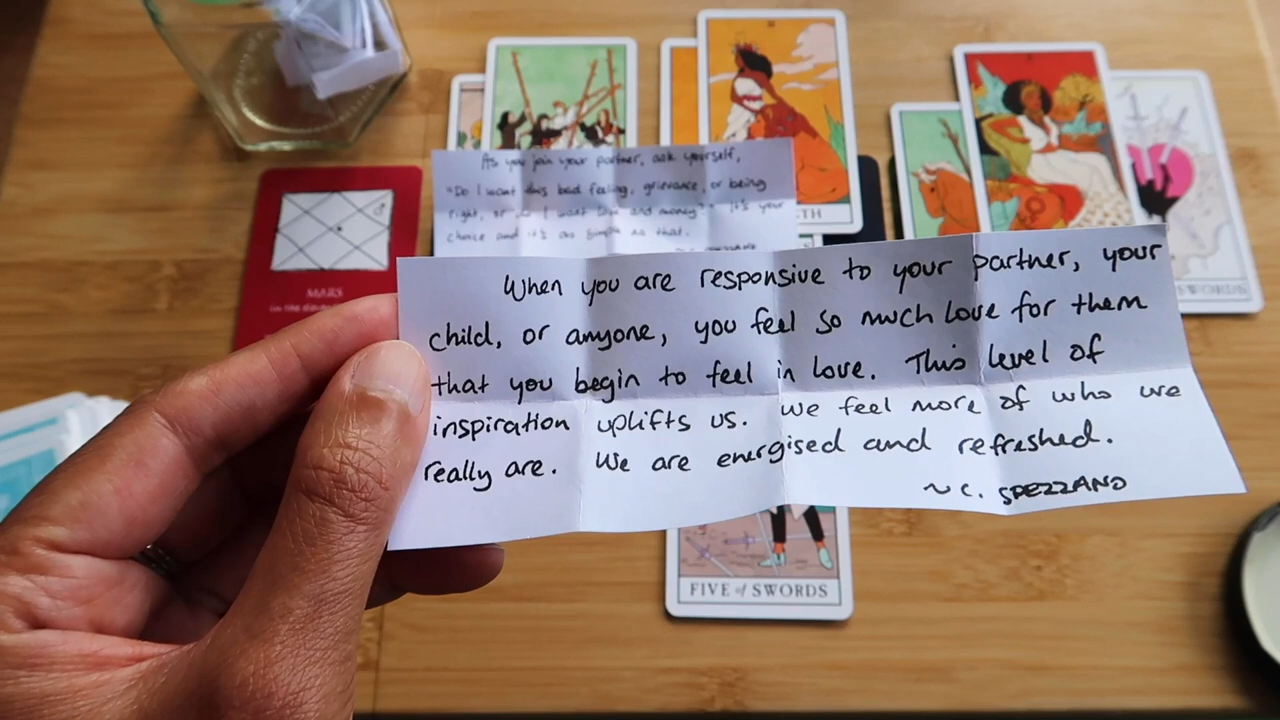 As you join your partner, ask yourself,
"Do I want this bad feeling, grievance, or being
right, or do I want love and money?" It's your
choice and it's as simple as that.
TH
MARS
in the
SWORDS
When you are responsive to your partner, your
child, or anyone, you feel so much love for them
that you begin to feel in love. This level of
inspiration uplifts us. We feel more of who we
really are. We are energised and refreshed.
~ C. SPEZZANO
FIVE of SWORDS